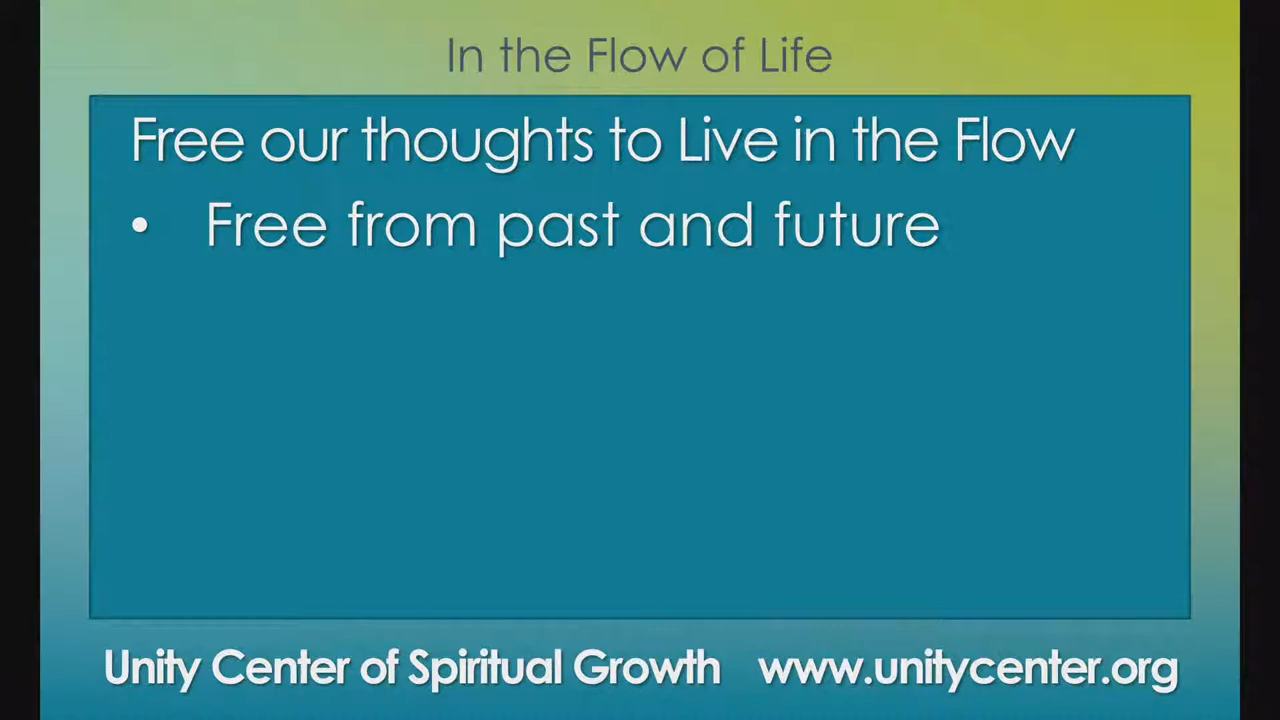 In the Flow of Life
Free our thoughts to Live in the Flow
• Free from past and future
Unity Center of Spiritual Growth www.unitycenter.org